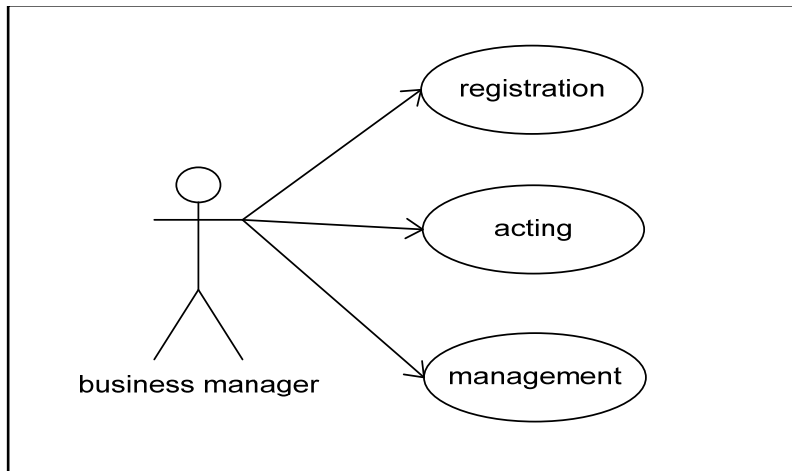 registration
acting
management
business manager